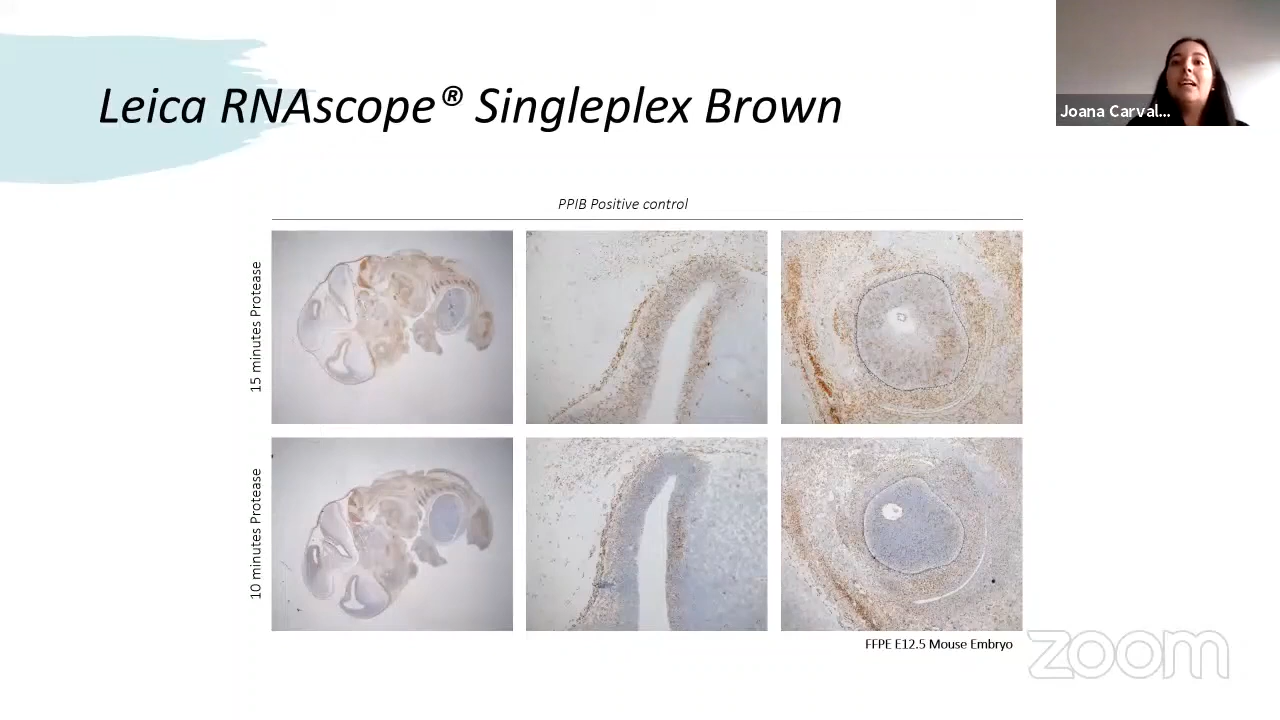 Leica RNAscope® Singleplex Brown
Joana Carval...
PPIB Positive control
15 minutes Protease
10 minutes Protease
FFPE E12.5 Mouse Embryo
zoom